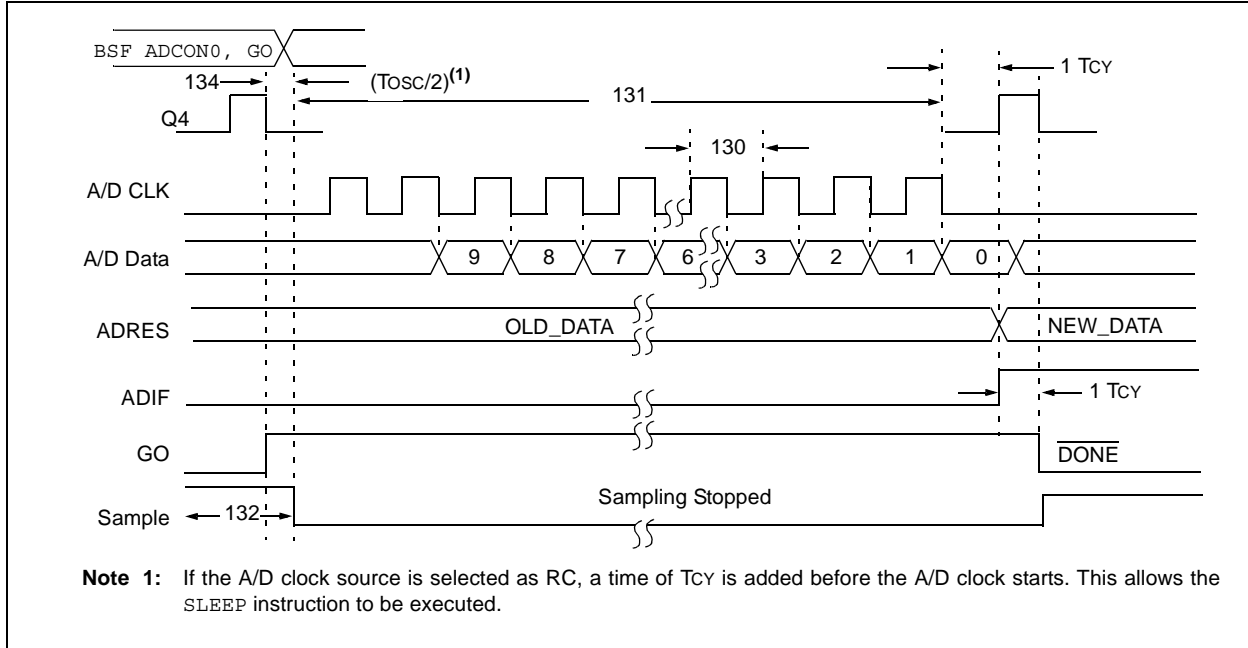 BSF ADCON0, GO
134
(TOSC/2)(1)
131
1 TCY
Q4
130
A/D CLK
A/D Data
9 8 7 6 3 2 1 0
ADRES
OLD_DATA
NEW_DATA
ADIF
1 TCY
GO
DONE
Sample
132
Sampling Stopped
Note 1: If the A/D clock source is selected as RC, a time of TCY is added before the A/D clock starts. This allows the
SLEEP instruction to be executed.